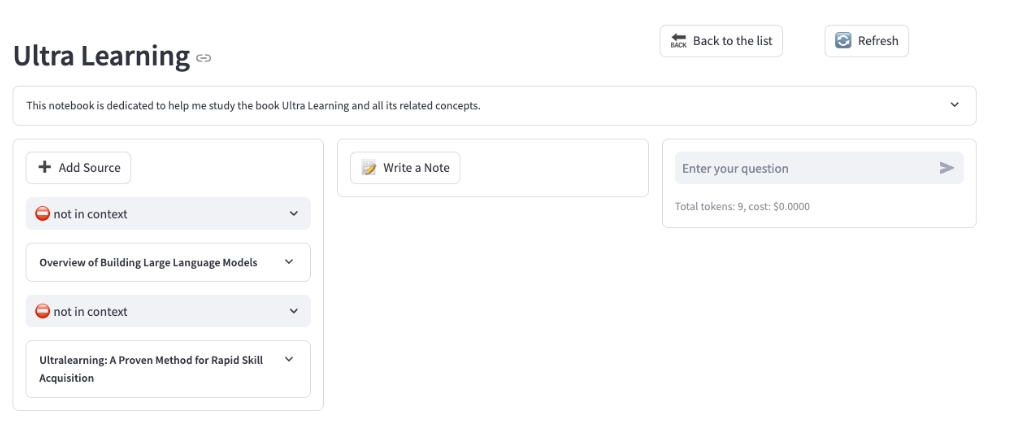 Ultra Learning
BACK Back to the list
Refresh
This notebook is dedicated to help me study the book Ultra Learning and all its related concepts.
Add Source
not in context
Overview of Building Large Language Models
not in context
Ultralearning: A Proven Method for Rapid Skill
Acquisition
Write a Note
Enter your question
Total tokens: 9, cost: $0.0000